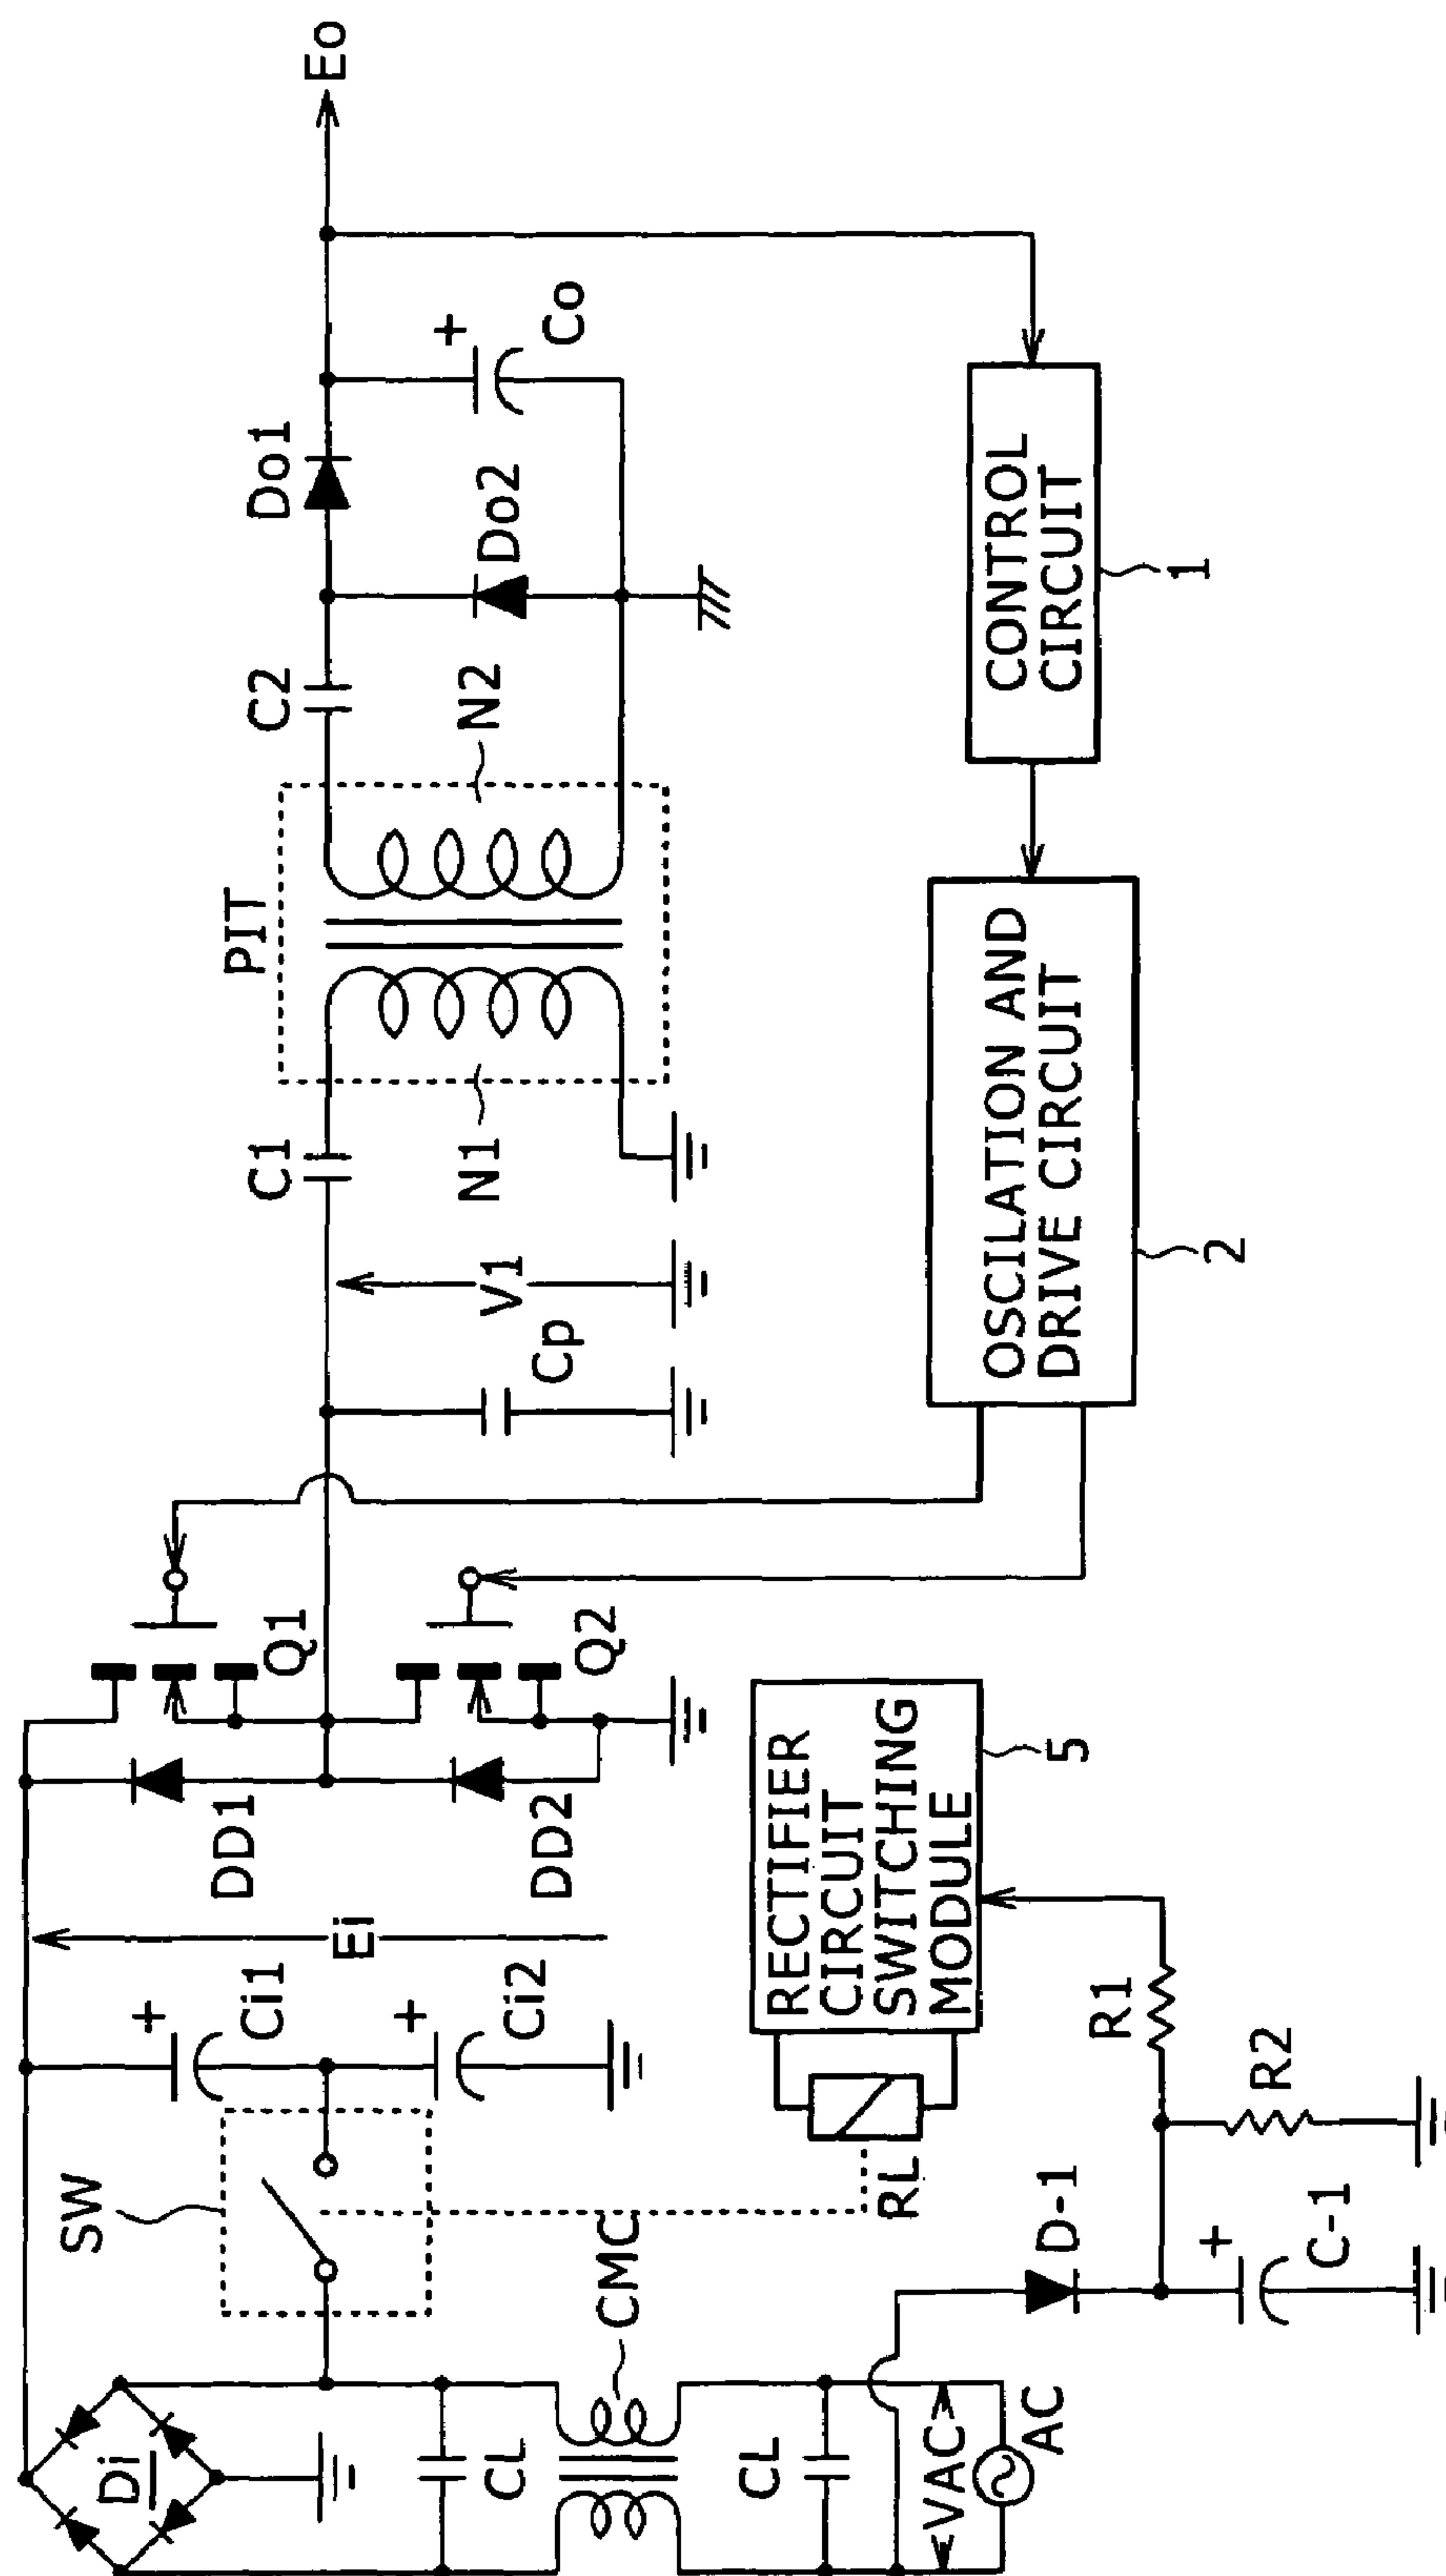 Di
SW
Ci1
+
Ci2
+
Ei
DD1
DD2
Q1
Q2
Cp
V1
C1
PIT
N1
N2
C2
Do1
Do2
+
Co
Eo
CL
CMC
CL
VAC
AC
RL
RECTIFIER
CIRCUIT
SWITCHING
MODULE
5
D-1
+
C-1
R1
R2
OSCILATION AND
DRIVE CIRCUIT
2
CONTROL
CIRCUIT
1